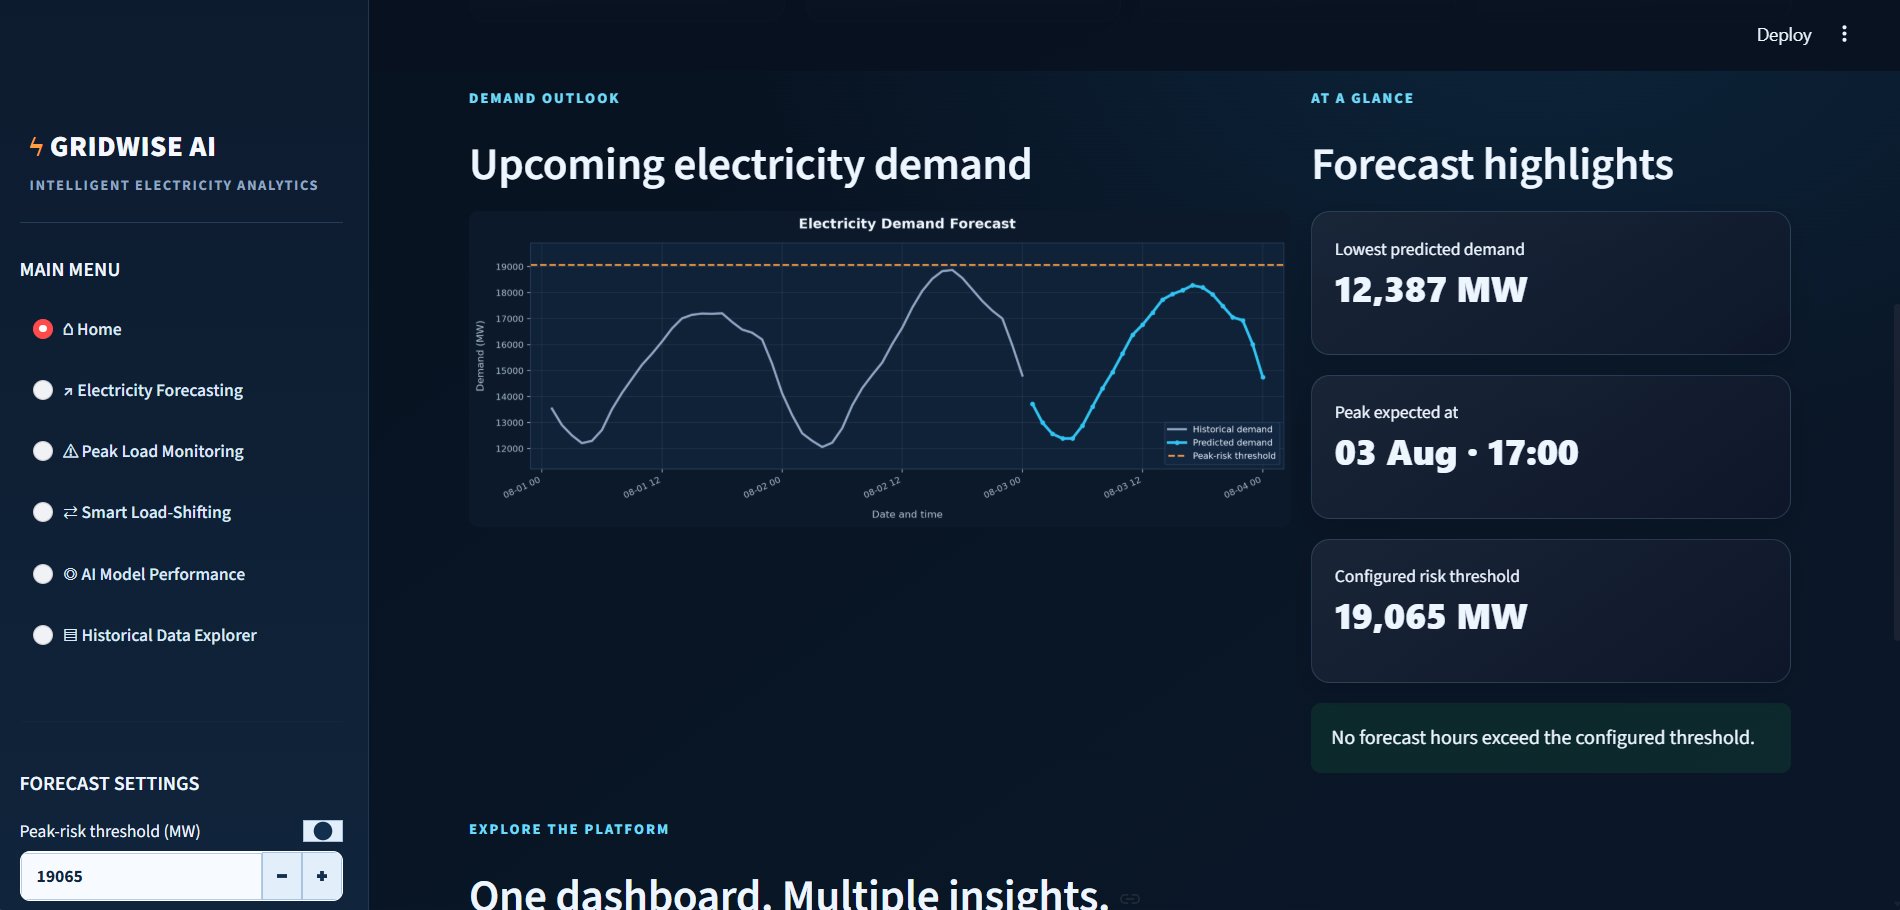 Deploy
GRIDWISE AI
INTELLIGENT ELECTRICITY ANALYTICS
MAIN MENU
Home
Electricity Forecasting
Peak Load Monitoring
Smart Load-Shifting
AI Model Performance
Historical Data Explorer
FORECAST SETTINGS
Peak-risk threshold (MW)
19065
DEMAND OUTLOOK
Upcoming electricity demand
Electricity Demand Forecast
Demand (MW)
19000
18000
17000
16000
15000
14000
13000
12000
Historical demand
Predicted demand
Peak-risk threshold
08-01 00
08-01 12
08-02 00
08-02 12
08-03 00
08-03 12
08-04 00
Date and time
AT A GLANCE
Forecast highlights
Lowest predicted demand
12,387 MW
Peak expected at
03 Aug · 17:00
Configured risk threshold
19,065 MW
No forecast hours exceed the configured threshold.
EXPLORE THE PLATFORM
One dashboard. Multiple insights.